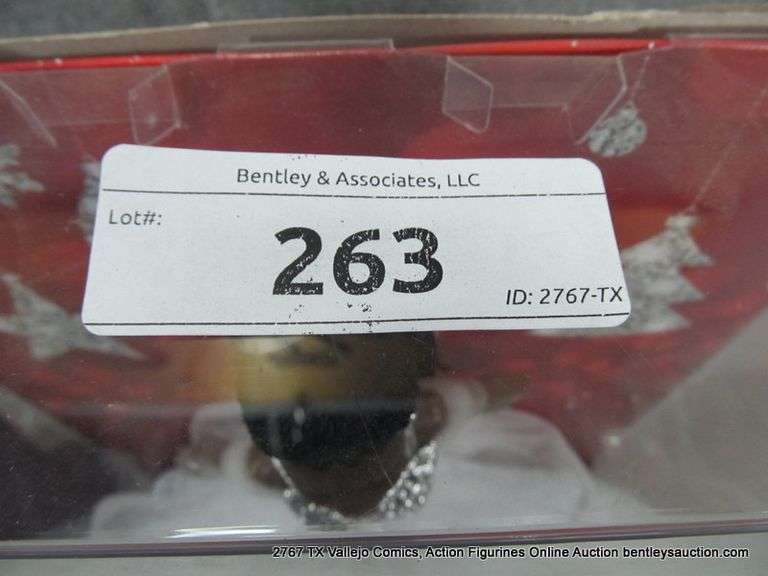 Bentley & Associates, LLC
Lot#:
263
ID: 2767-TX
2767 TX Vallejo Comics, Action Figurines Online Auction bentleysauction.com